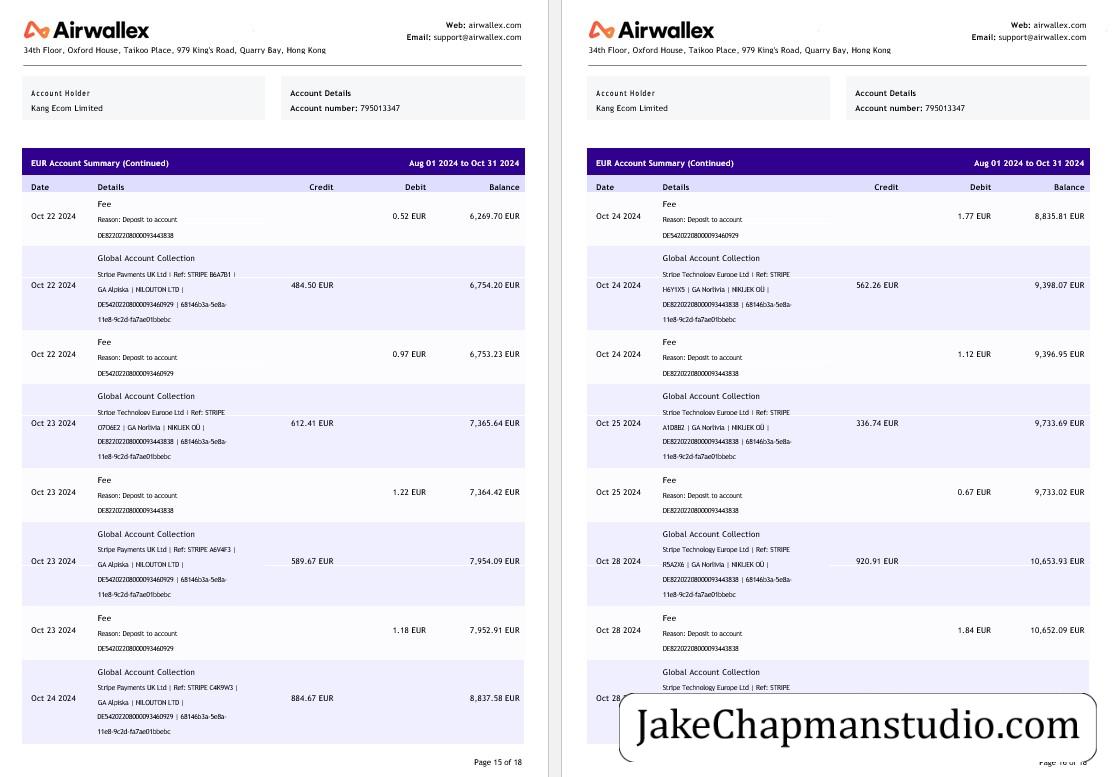 Airwallex
Web: airwallex.com
Email: support@airwallex.com
34th Floor, Oxford House, Taikoo Place, 979 King's Road, Quarry Bay, Hong Kong
Account Holder
Kang Ecom Limited
Account Details
Account number: 795013347
EUR Account Summary (Continued) Aug 01 2024 to Oct 31 2024
Date Details Credit Debit Balance
Fee
Oct 22 2024 0.52 EUR 6,269.70 EUR
Reason: Deposit to account
DE82202208000093443838
Global Account Collection
Stripe Payments UK Ltd | Ref: STRIPE B6A7B1 |
Oct 22 2024 484.50 EUR 6,754.20 EUR
GA Alpiska | NILOUTON LTD |
DE54202208000093460929 | 68146b3a-5e8a-
11e8-9c2d-fa7ae01bbebc
Fee
Oct 22 2024 0.97 EUR 6,753.23 EUR
Reason: Deposit to account
DE54202208000093460929
Global Account Collection
Stripe Technology Europe Ltd | Ref: STRIPE
Oct 23 2024 612.41 EUR 7,365.64 EUR
O7O6E2 | GA Norlivia | NIKIJEK OÜ |
DE82202208000093443838 | 68146b3a-5e8a-
11e8-9c2d-fa7ae01bbebc
Fee
Oct 23 2024 1.22 EUR 7,364.42 EUR
Reason: Deposit to account
DE82202208000093443838
Global Account Collection
Stripe Payments UK Ltd | Ref: STRIPE A6V4F3 |
Oct 23 2024 589.67 EUR 7,954.09 EUR
GA Alpiska | NILOUTON LTD |
DE54202208000093460929 | 68146b3a-5e8a-
11e8-9c2d-fa7ae01bbebc
Fee
Oct 23 2024 1.18 EUR 7,952.91 EUR
Reason: Deposit to account
DE54202208000093460929
Global Account Collection
Stripe Payments UK Ltd | Ref: STRIPE C4K9W3 |
Oct 24 2024 884.67 EUR 8,837.58 EUR
GA Alpiska | NILOUTON LTD |
DE54202208000093460929 | 68146b3a-5e8a-
11e8-9c2d-fa7ae01bbebc
Page 15 of 18
Airwallex
Web: airwallex.com
Email: support@airwallex.com
34th Floor, Oxford House, Taikoo Place, 979 King's Road, Quarry Bay, Hong Kong
Account Holder
Kang Ecom Limited
Account Details
Account number: 795013347
EUR Account Summary (Continued) Aug 01 2024 to Oct 31 2024
Date Details Credit Debit Balance
Fee
Oct 24 2024 1.77 EUR 8,835.81 EUR
Reason: Deposit to account
DE54202208000093460929
Global Account Collection
Stripe Technology Europe Ltd | Ref: STRIPE
Oct 24 2024 562.26 EUR 9,398.07 EUR
H6Y1X5 | GA Norlivia | NIKIJEK OÜ |
DE82202208000093443838 | 68146b3a-5e8a-
11e8-9c2d-fa7ae01bbebc
Fee
Oct 24 2024 1.12 EUR 9,396.95 EUR
Reason: Deposit to account
DE82202208000093443838
Global Account Collection
Stripe Technology Europe Ltd | Ref: STRIPE
Oct 25 2024 336.74 EUR 9,733.69 EUR
A1D8B2 | GA Norlivia | NIKIJEK OÜ |
DE82202208000093443838 | 68146b3a-5e8a-
11e8-9c2d-fa7ae01bbebc
Fee
Oct 25 2024 0.67 EUR 9,733.02 EUR
Reason: Deposit to account
DE82202208000093443838
Global Account Collection
Stripe Technology Europe Ltd | Ref: STRIPE
Oct 28 2024 920.91 EUR 10,653.93 EUR
R5A2X6 | GA Norlivia | NIKIJEK OÜ |
DE82202208000093443838 | 68146b3a-5e8a-
11e8-9c2d-fa7ae01bbebc
Fee
Oct 28 2024 1.84 EUR 10,652.09 EUR
Reason: Deposit to account
DE82202208000093443838
Global Account Collection
Stripe Technology Europe Ltd | Ref: STRIPE
Oct 28
JakeChapmanstudio.com
Page 16 of 18